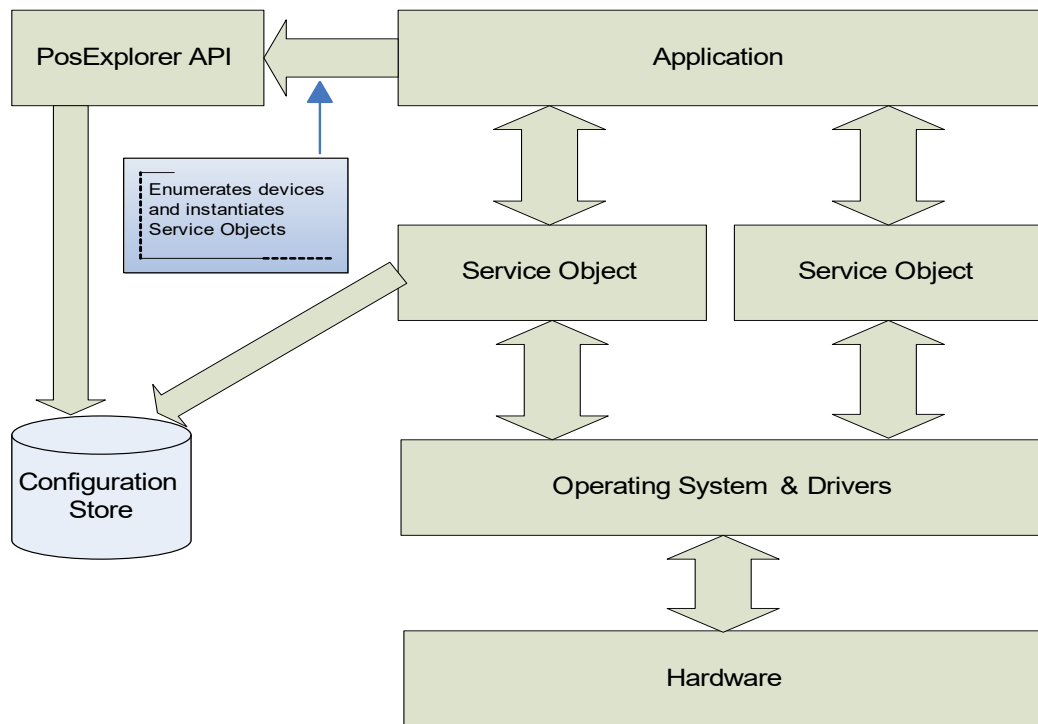 PosExplorer API
Application
Enumerates devices
and instantiates
Service Objects
Service Object
Service Object
Configuration
Store
Operating System & Drivers
Hardware